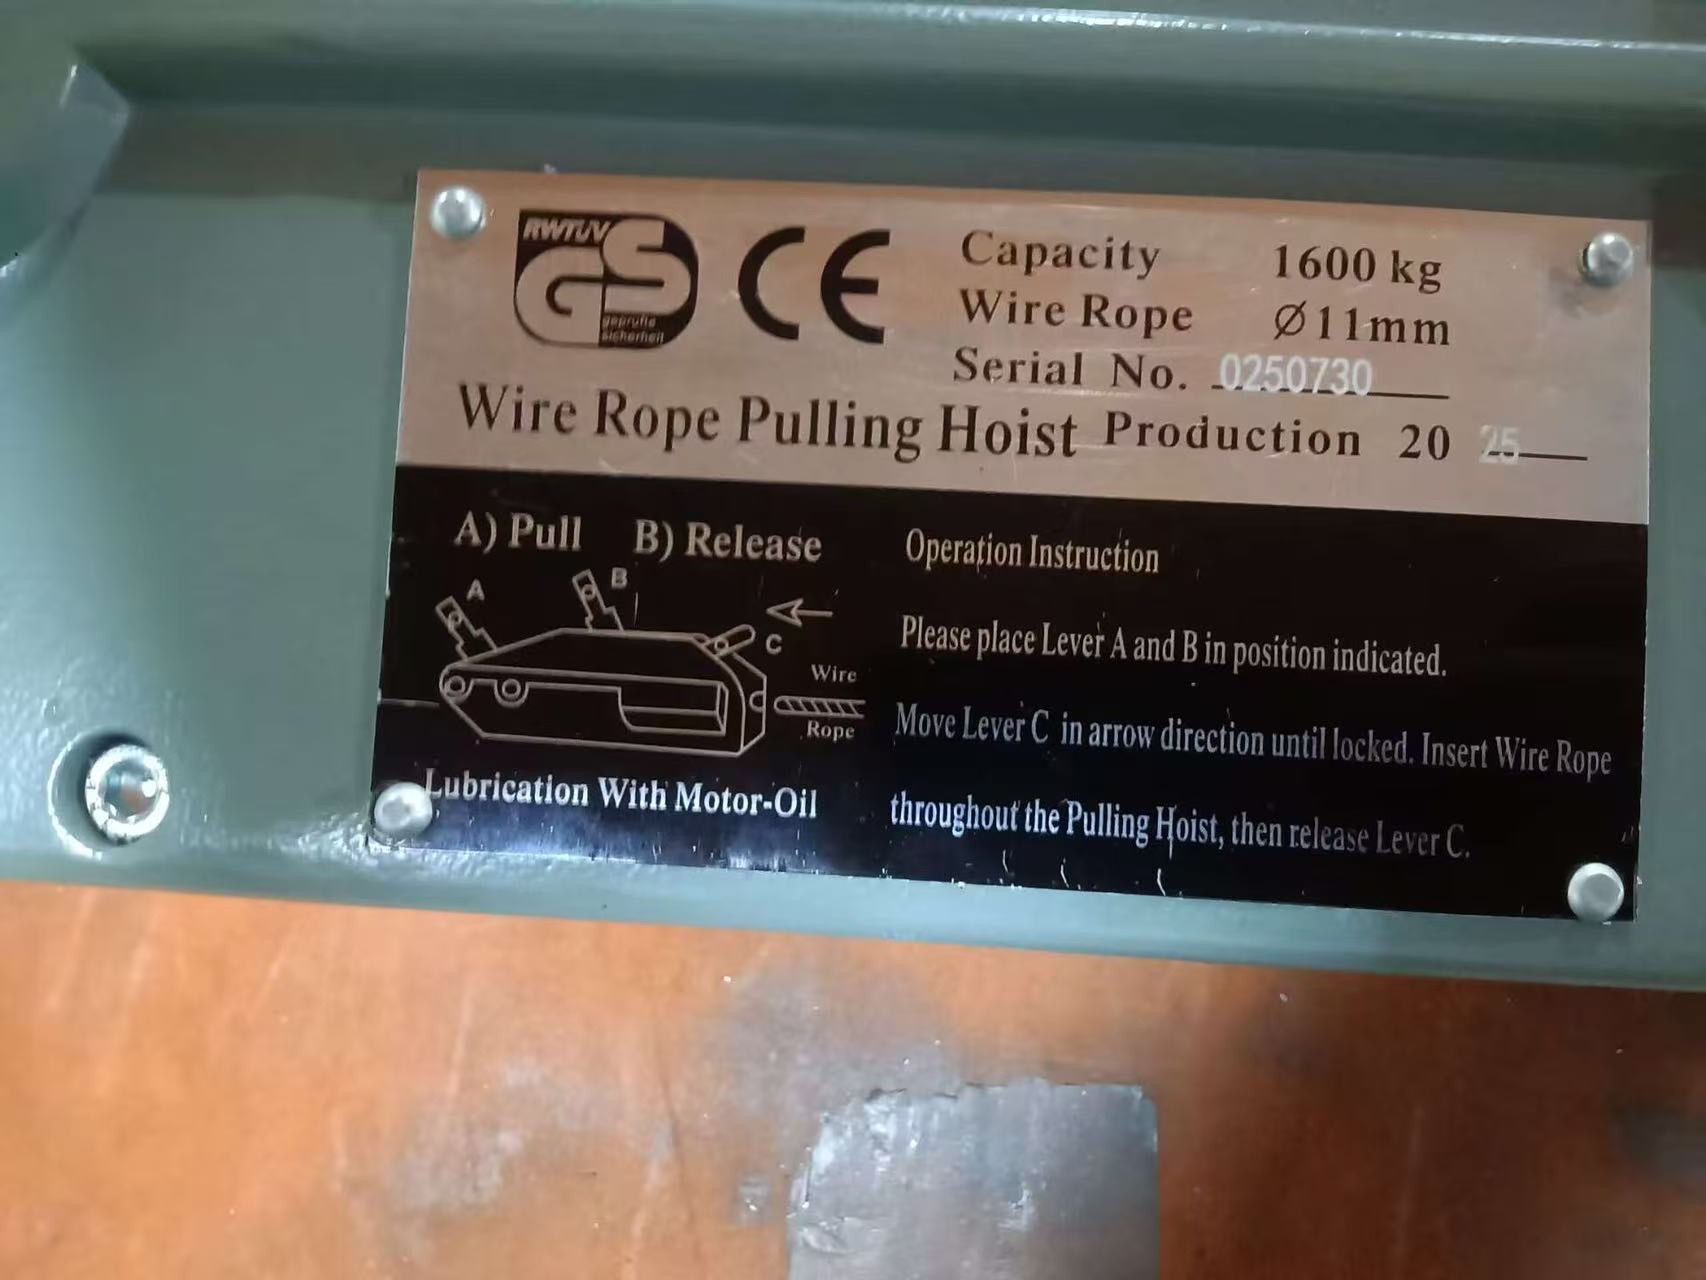 RWTUV
GS
geprüfte
sicherheit
CE
Capacity 1600 kg
Wire Rope Ø11mm
Serial No. 0250730
Wire Rope Pulling Hoist Production 20 25
A) Pull B) Release
A
B
C
Wire
Rope
Lubrication With Motor-Oil
Operation Instruction
Please place Lever A and B in position indicated.
Move Lever C in arrow direction until locked. Insert Wire Rope
throughout the Pulling Hoist, then release Lever C.